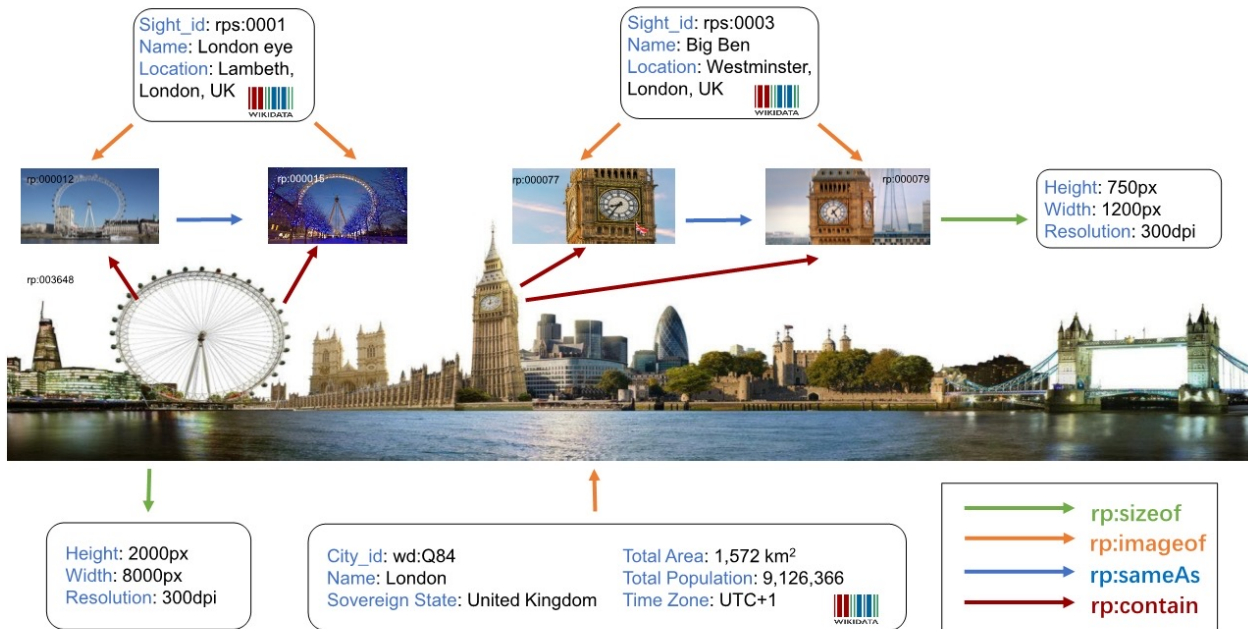 Sight_id: rps:0001
Name: London eye
Location: Lambeth,
London, UK
WIKIDATA
Sight_id: rps:0003
Name: Big Ben
Location: Westminster,
London, UK
WIKIDATA
rp:000012
rp:000015
rp:000077
rp:000079
Height: 750px
Width: 1200px
Resolution: 300dpi
rp:003648
Height: 2000px
Width: 8000px
Resolution: 300dpi
City_id: wd:Q84
Name: London
Sovereign State: United Kingdom
Total Area: 1,572 km²
Total Population: 9,126,366
Time Zone: UTC+1
WIKIDATA
rp:sizeof
rp:imageof
rp:sameAs
rp:contain